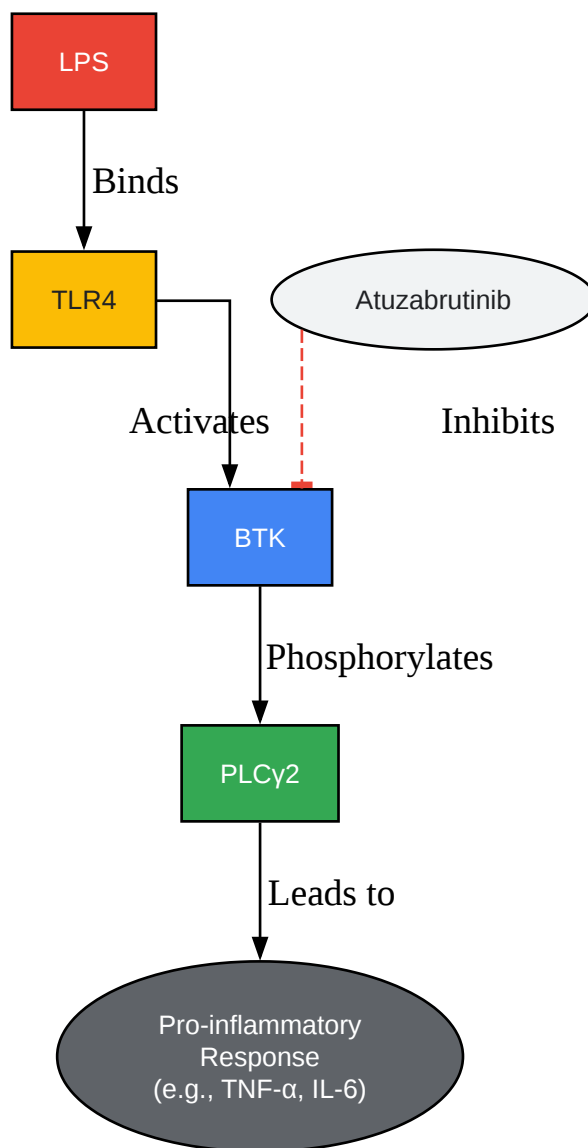 LPS
Binds
TLR4
Atuzabrutinib
Activates
Inhibits
BTK
Phosphorylates
PLCγ2
Leads to
Pro-inflammatory
Response
(e.g., TNF-α, IL-6)